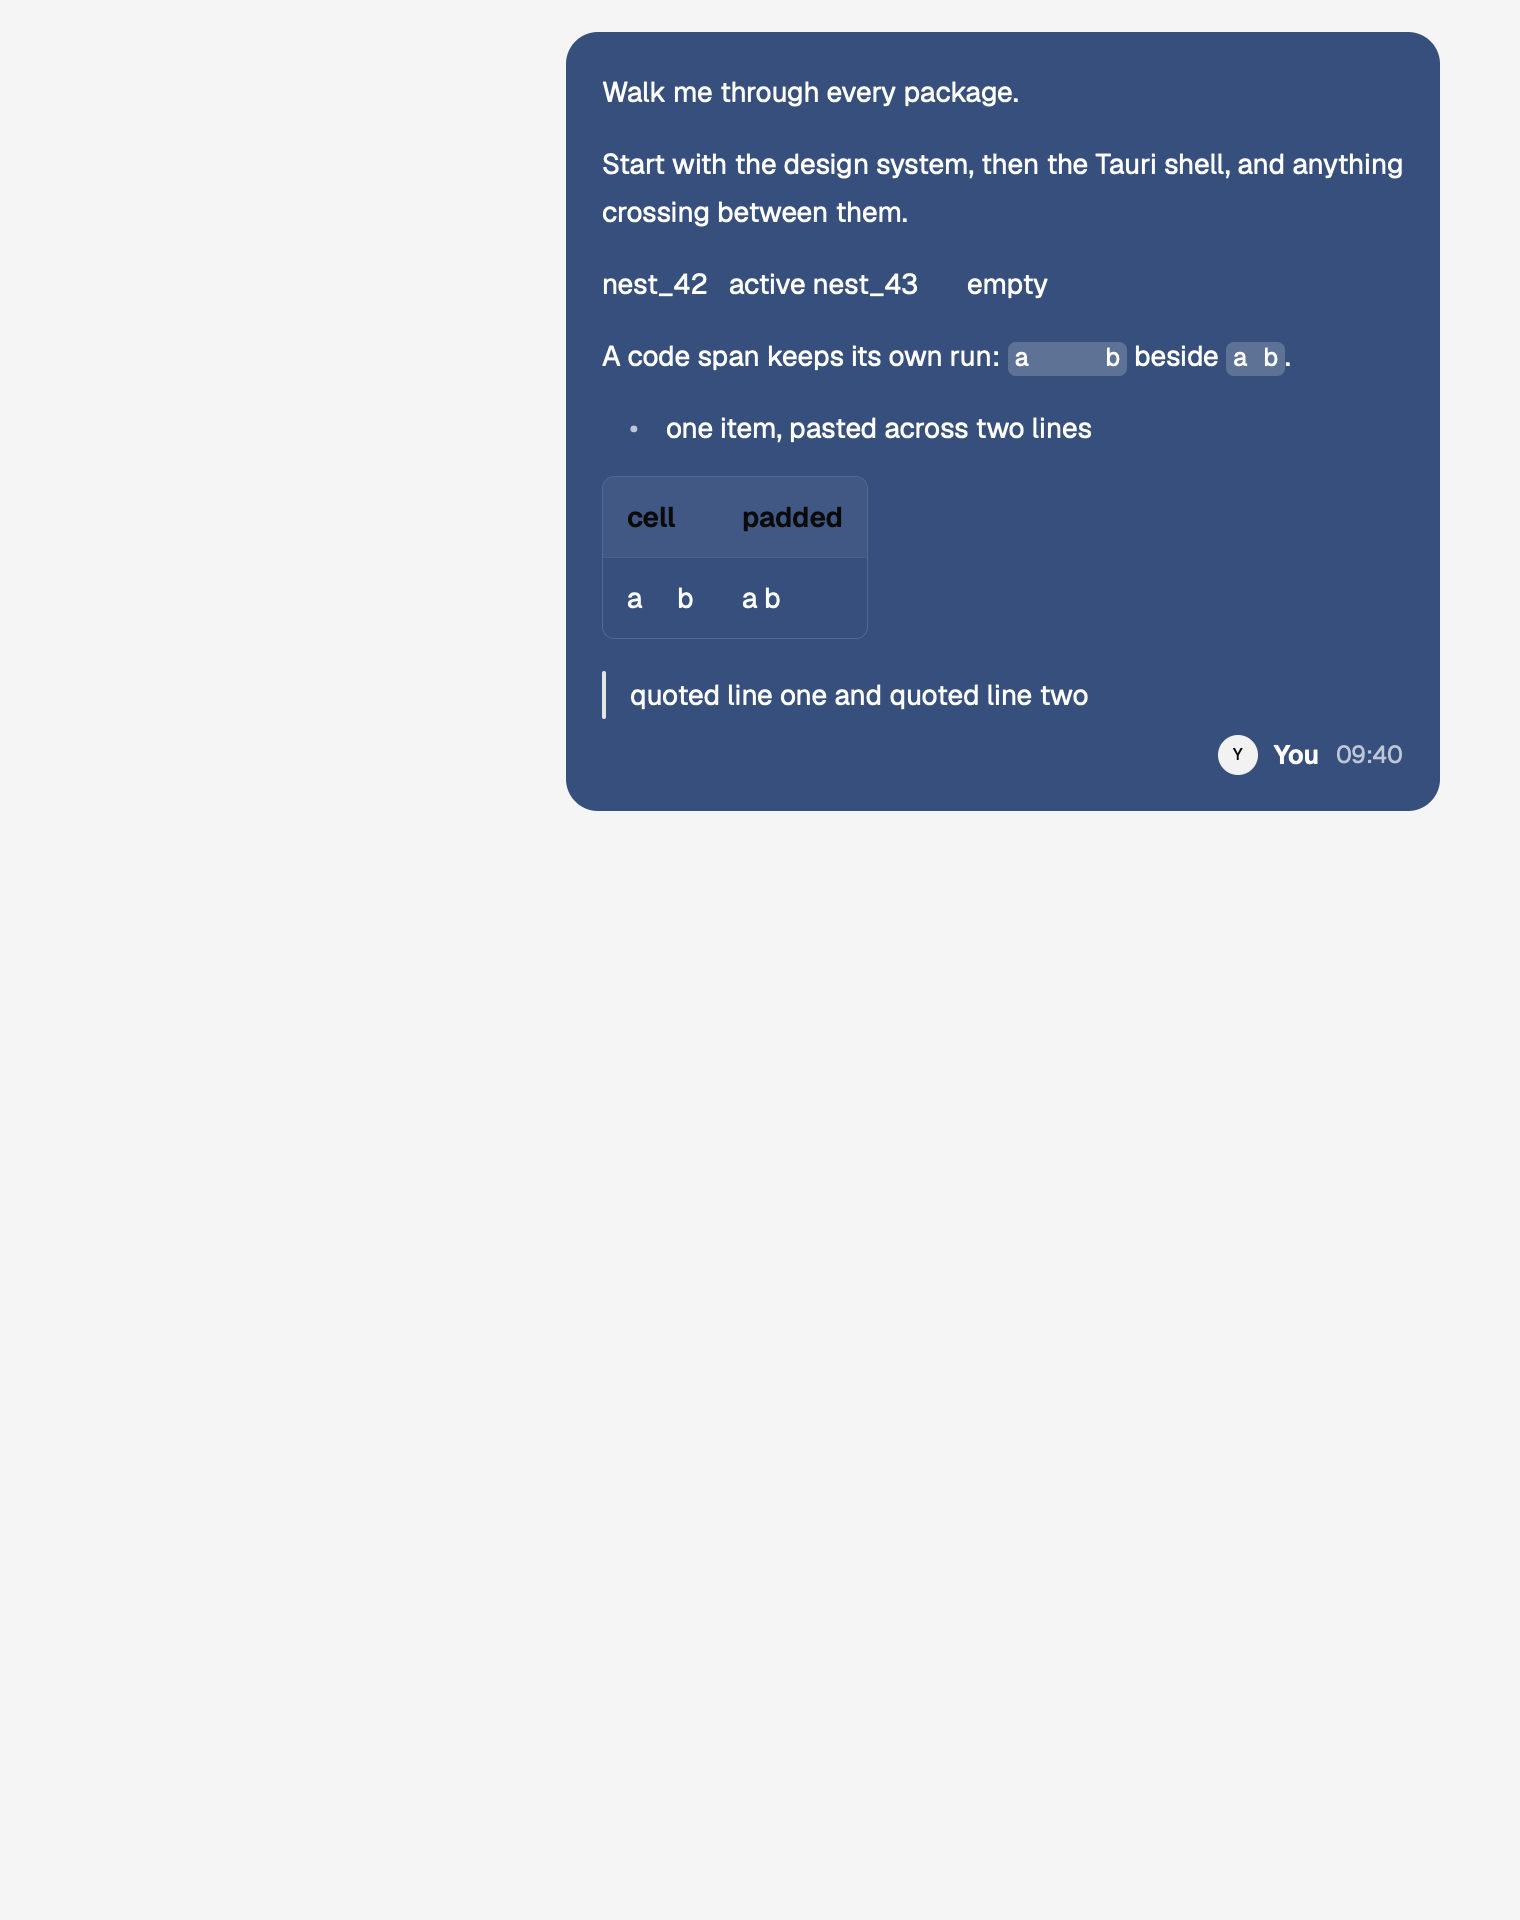 Walk me through every package.
Start with the design system, then the Tauri shell, and anything
crossing between them.
nest_42   active nest_43       empty
A code span keeps its own run: a     b beside a b.
• one item, pasted across two lines
cell padded
a     b a b
quoted line one and quoted line two
Y You 09:40